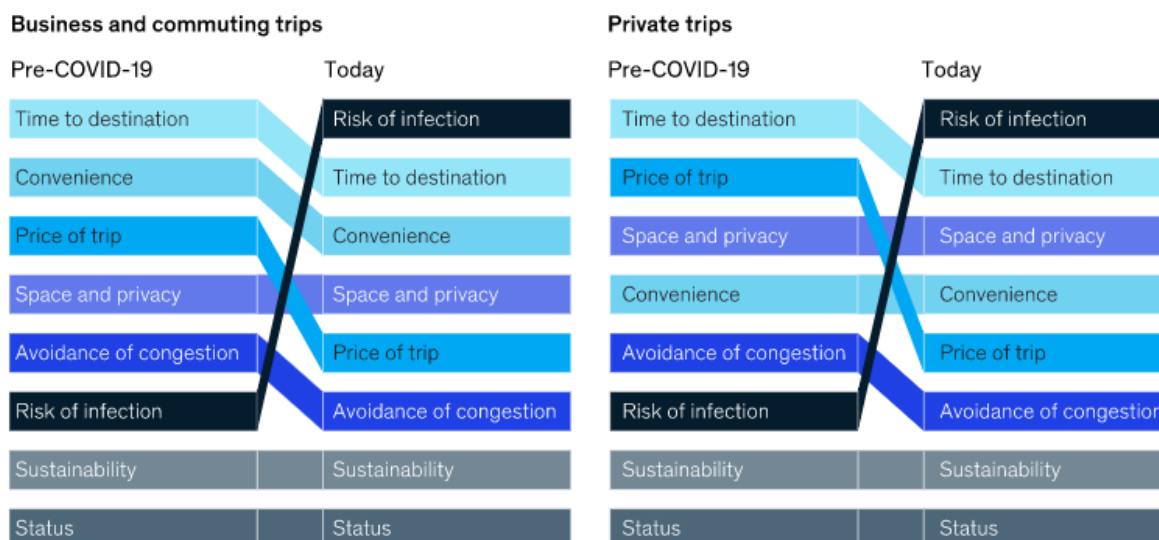 Business and commuting trips
Pre-COVID-19 Today
Time to destination Risk of infection
Convenience Time to destination
Price of trip Convenience
Space and privacy Space and privacy
Avoidance of congestion Price of trip
Risk of infection Avoidance of congestion
Sustainability Sustainability
Status Status
Private trips
Pre-COVID-19 Today
Time to destination Risk of infection
Price of trip Time to destination
Space and privacy Space and privacy
Convenience Convenience
Avoidance of congestion Price of trip
Risk of infection Avoidance of congestion
Sustainability Sustainability
Status Status